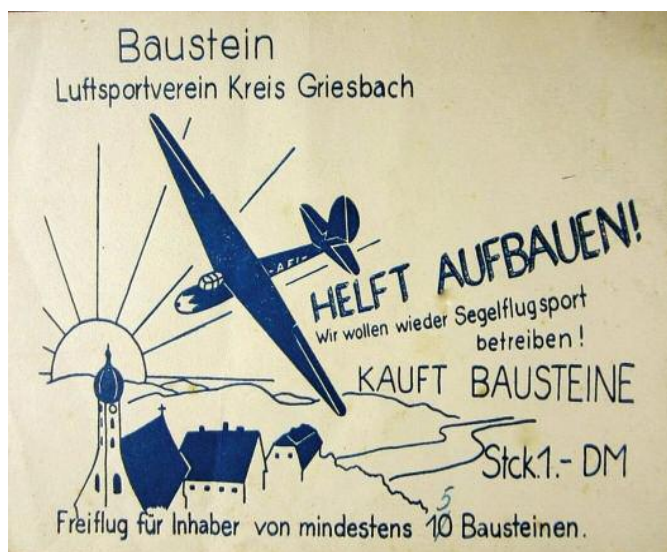 Baustein
Luftsportverein Kreis Griesbach
-AFI-
HELFT AUFBAUEN!
Wir wollen wieder Segelflugsport
betreiben!
KAUFT BAUSTEINE
Stck.1.- DM
5
Freiflug für Inhaber von mindestens 10 Bausteinen.